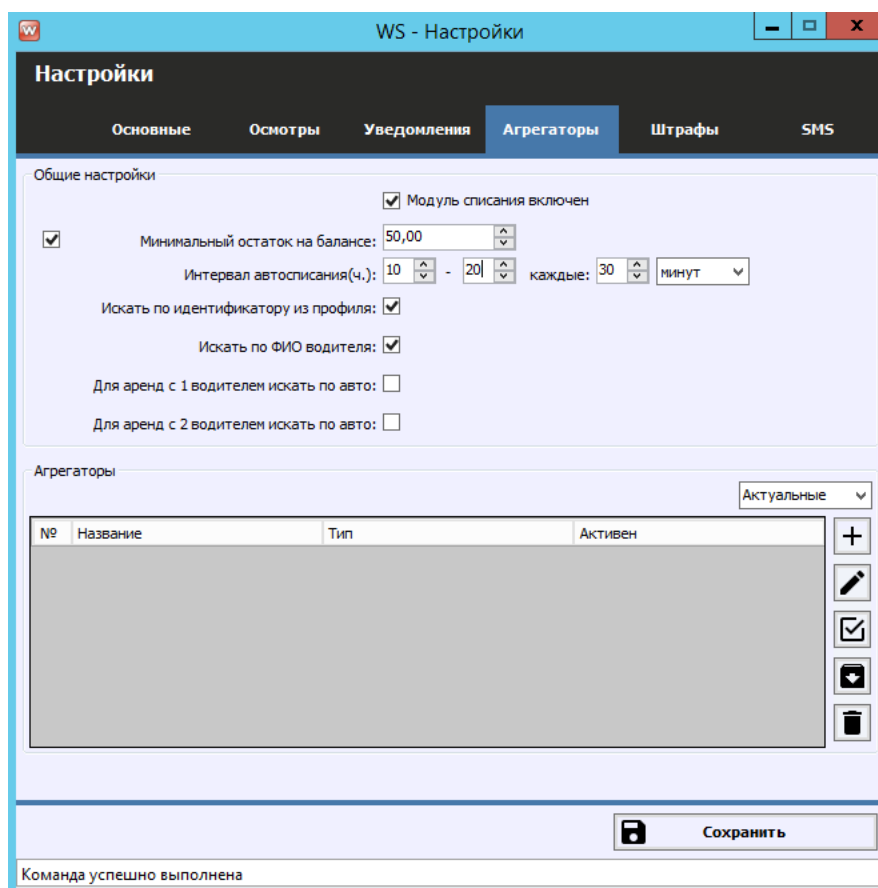 WS - Настройки
Настройки
Основные Осмотры Уведомления Агрегаторы Штрафы SMS
Общие настройки
Модуль списания включен
Минимальный остаток на балансе: 50,00
Интервал автосписания(ч.): 10 - 20 каждые: 30 минут
Искать по идентификатору из профиля:
Искать по ФИО водителя:
Для аренд с 1 водителем искать по авто:
Для аренд с 2 водителем искать по авто:
Агрегаторы
Актуальные
№ Название Тип Активен
Сохранить
Команда успешно выполнена